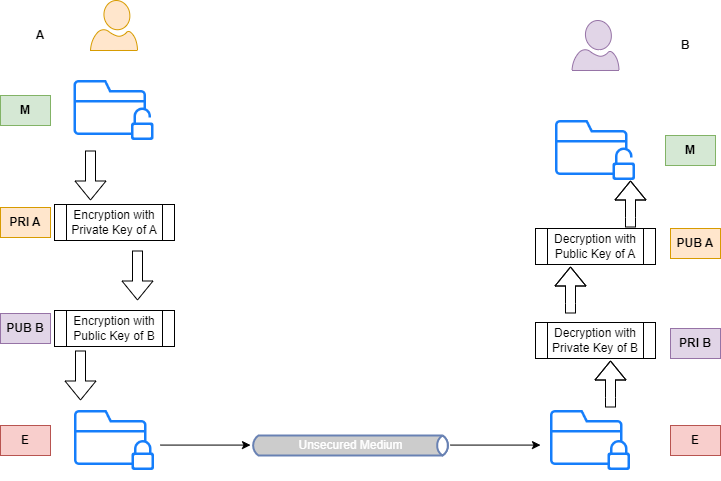 A
B
M
M
PRI A
Encryption with
Private Key of A
Decryption with
Public Key of A
PUB A
PUB B
Encryption with
Public Key of B
Decryption with
Private Key of B
PRI B
E
Unsecured Medium
E